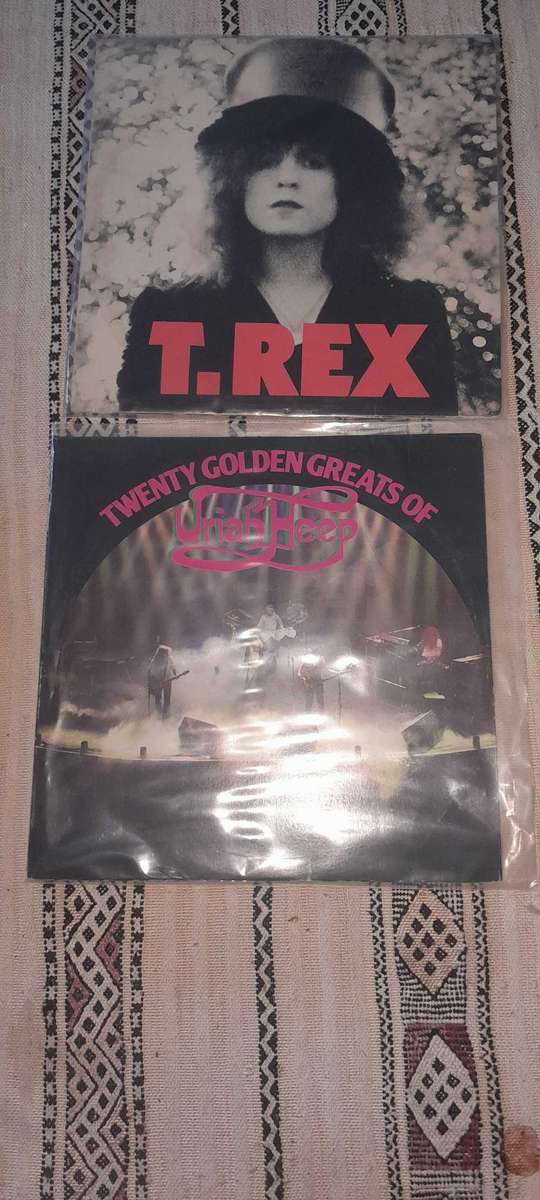 T.REX
TWENTY GOLDEN GREATS OF
Uriah Heep